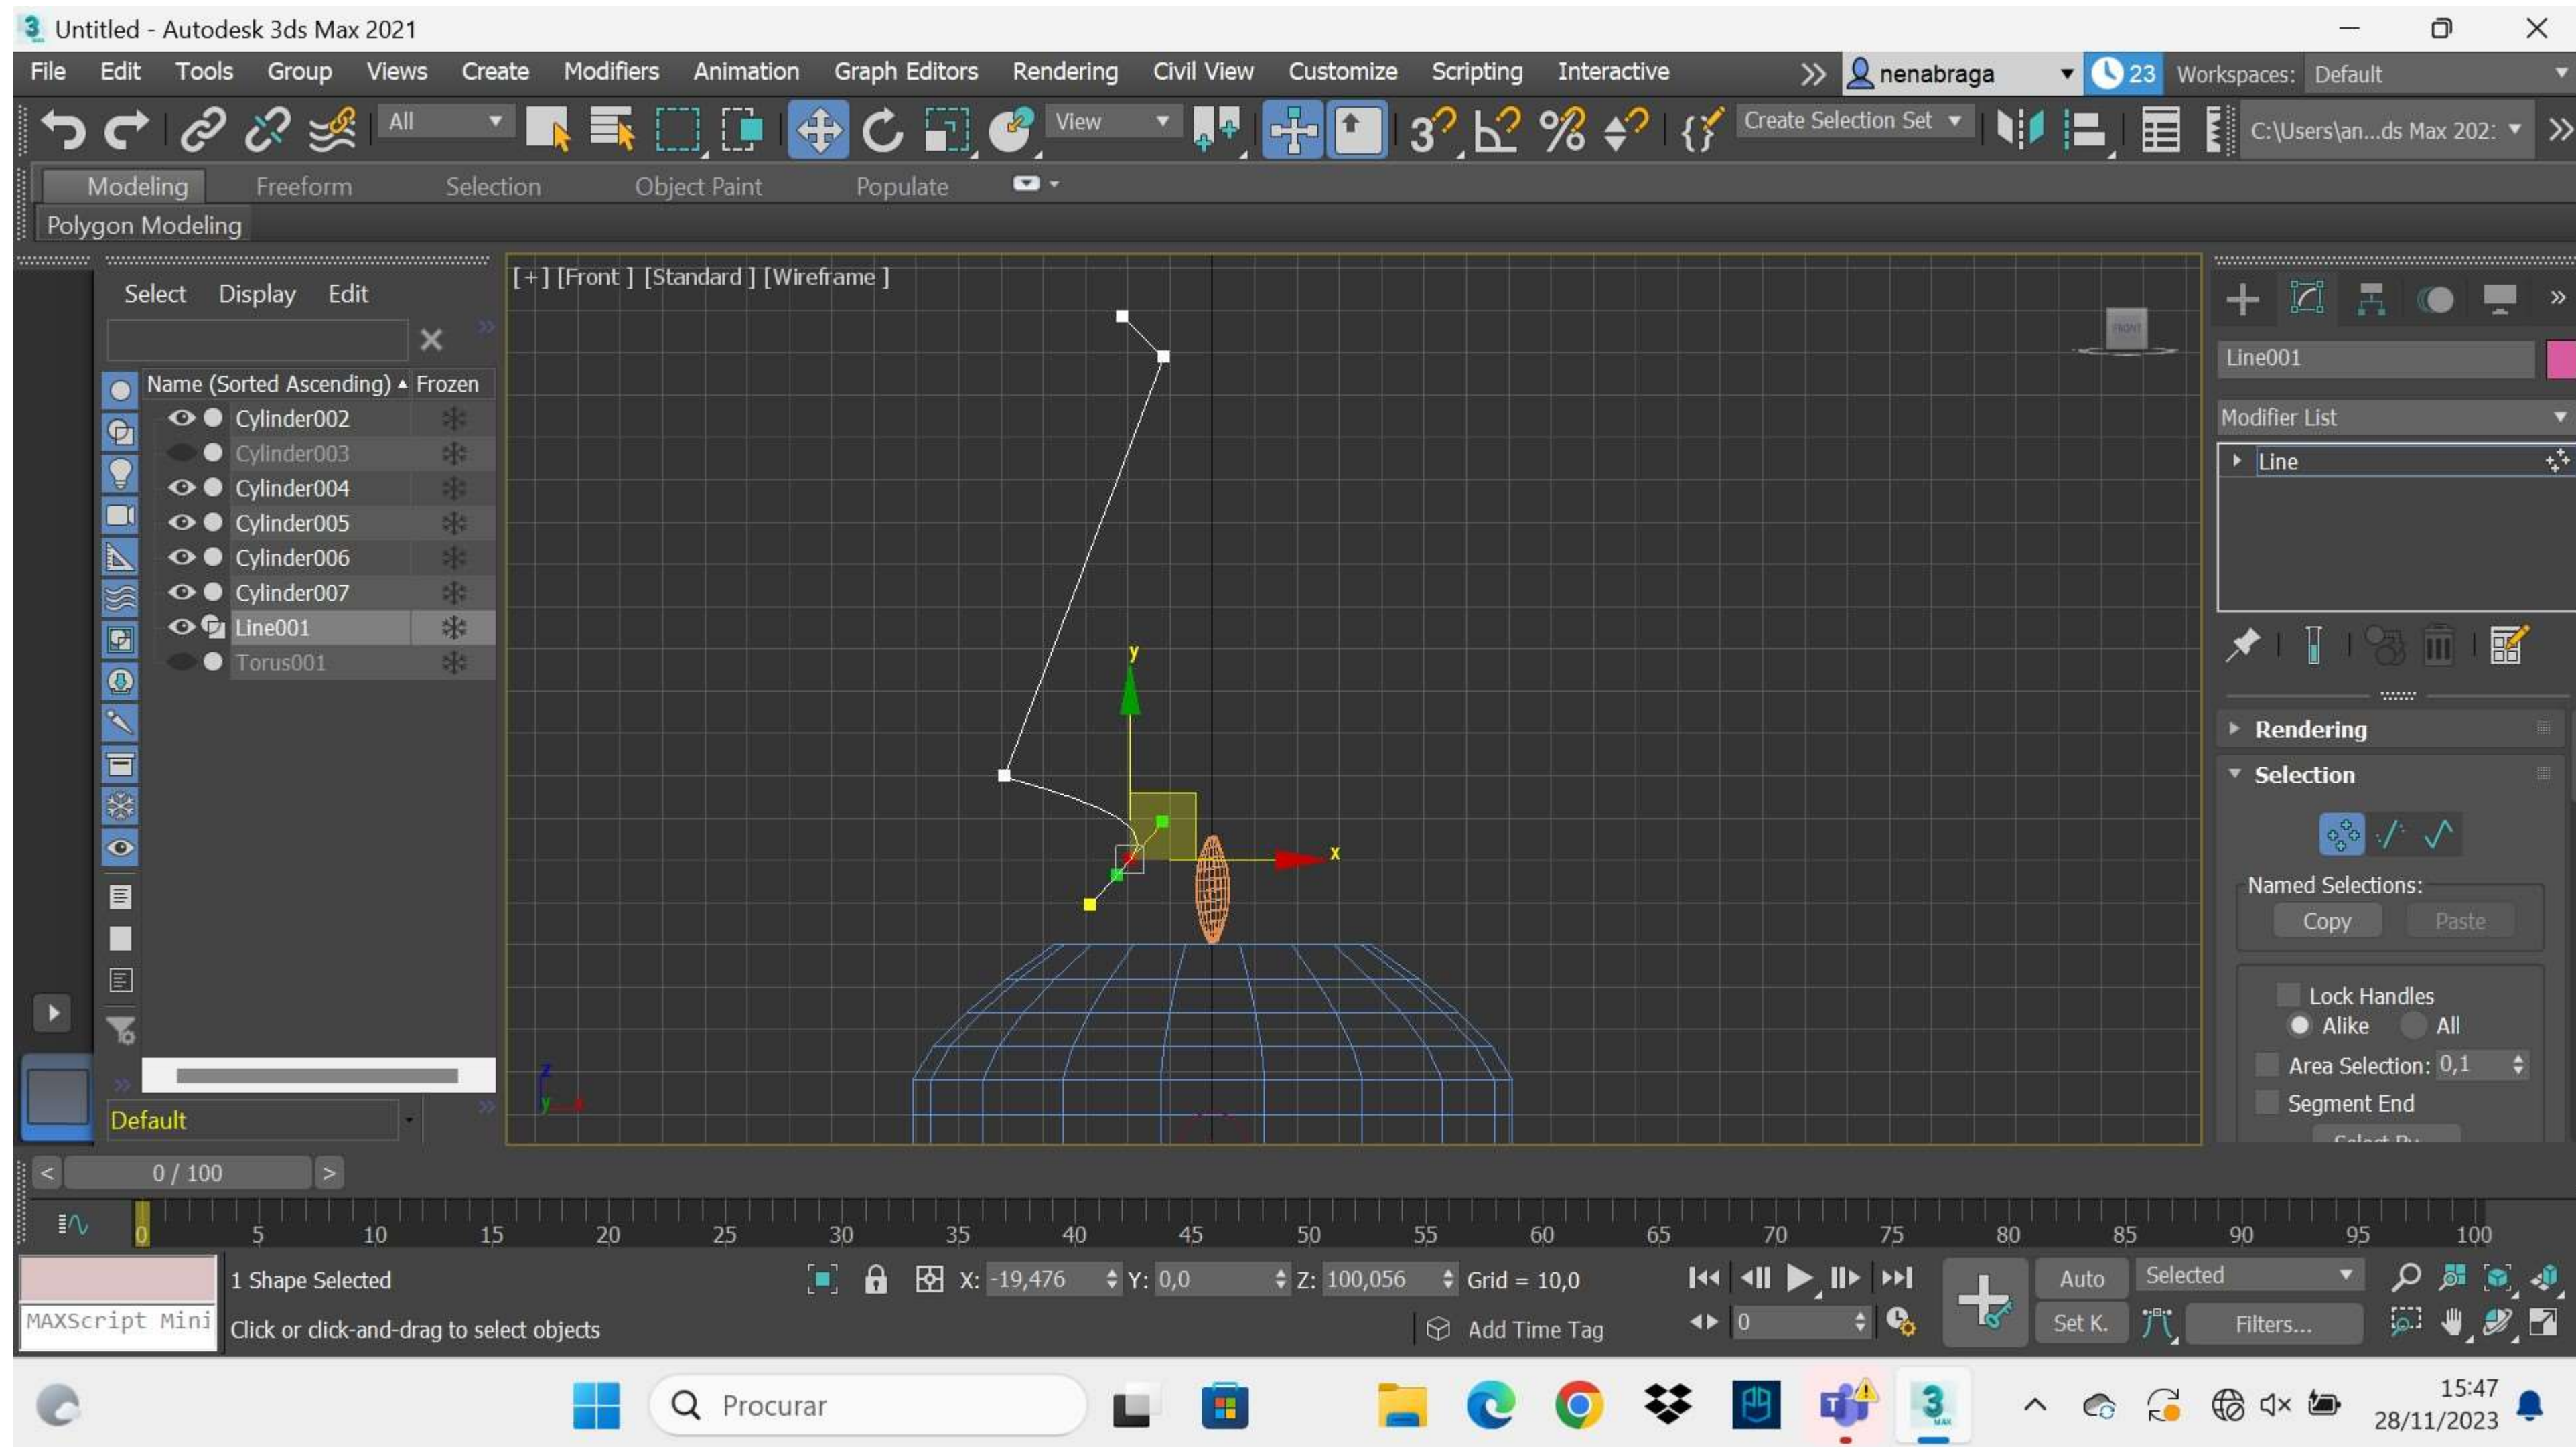 Untitled - Autodesk 3ds Max 2021
File Edit Tools Group Views Create Modifiers Animation Graph Editors Rendering Civil View Customize Scripting Interactive nenabraga 23 Workspaces: Default
All View Create Selection Set C:\Users\an...ds Max 202:
Modeling Freeform Selection Object Paint Populate
Polygon Modeling
Select Display Edit
Name (Sorted Ascending) Frozen
Cylinder002
Cylinder003
Cylinder004
Cylinder005
Cylinder006
Cylinder007
Line001
Torus001
Default
[+] [Front ] [Standard ] [Wireframe ]
FRONT
y
x
z
y x
Line001
Modifier List
Line
Rendering
Selection
Named Selections:
Copy Paste
Lock Handles
Alike All
Area Selection: 0,1
Segment End
Select By...
< 0 / 100 >
0 5 10 15 20 25 30 35 40 45 50 55 60 65 70 75 80 85 90 95 100
1 Shape Selected X: -19,476 Y: 0,0 Z: 100,056 Grid = 10,0 Auto Selected
MAXScript Mini Click or click-and-drag to select objects Add Time Tag 0 Set K. Filters...
Procurar
15:47
28/11/2023